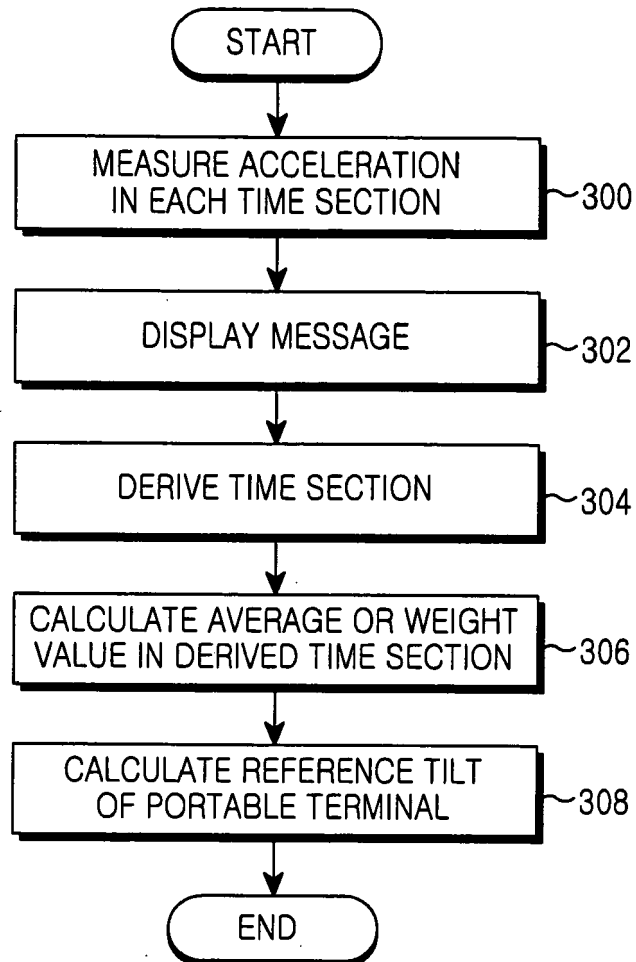 START
MEASURE ACCELERATION
IN EACH TIME SECTION
300
DISPLAY MESSAGE
302
DERIVE TIME SECTION
304
CALCULATE AVERAGE OR WEIGHT
VALUE IN DERIVED TIME SECTION
306
CALCULATE REFERENCE TILT
OF PORTABLE TERMINAL
308
END